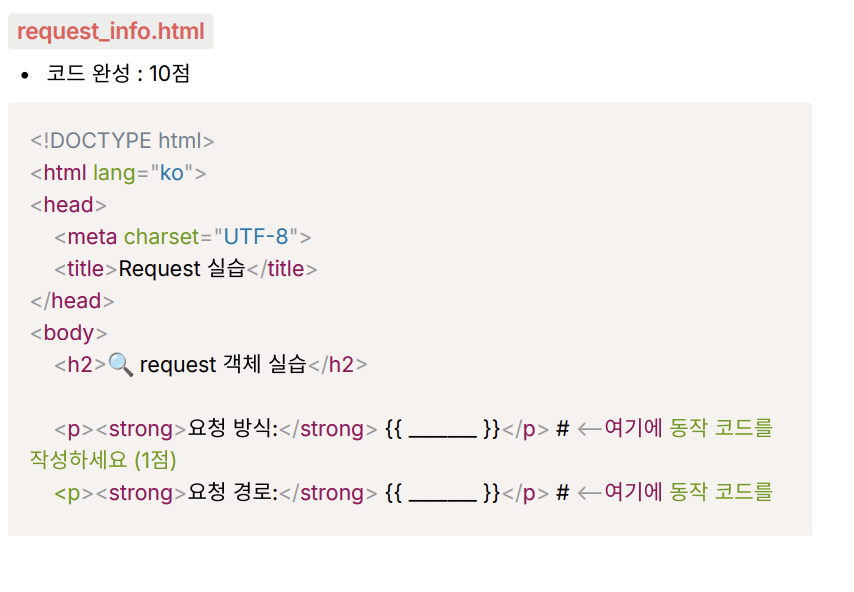 request_info.html
• 코드 완성 : 10점
<!DOCTYPE html>
<html lang="ko">
<head>
<meta charset="UTF-8">
<title>Request 실습</title>
</head>
<body>
<h2>🔍 request 객체 실습</h2>
<p><strong>요청 방식:</strong> {{ _______ }}</p> # <—여기에 동작 코드를
작성하세요 (1점)
<p><strong>요청 경로:</strong> {{ _______ }}</p> # <—여기에 동작 코드를